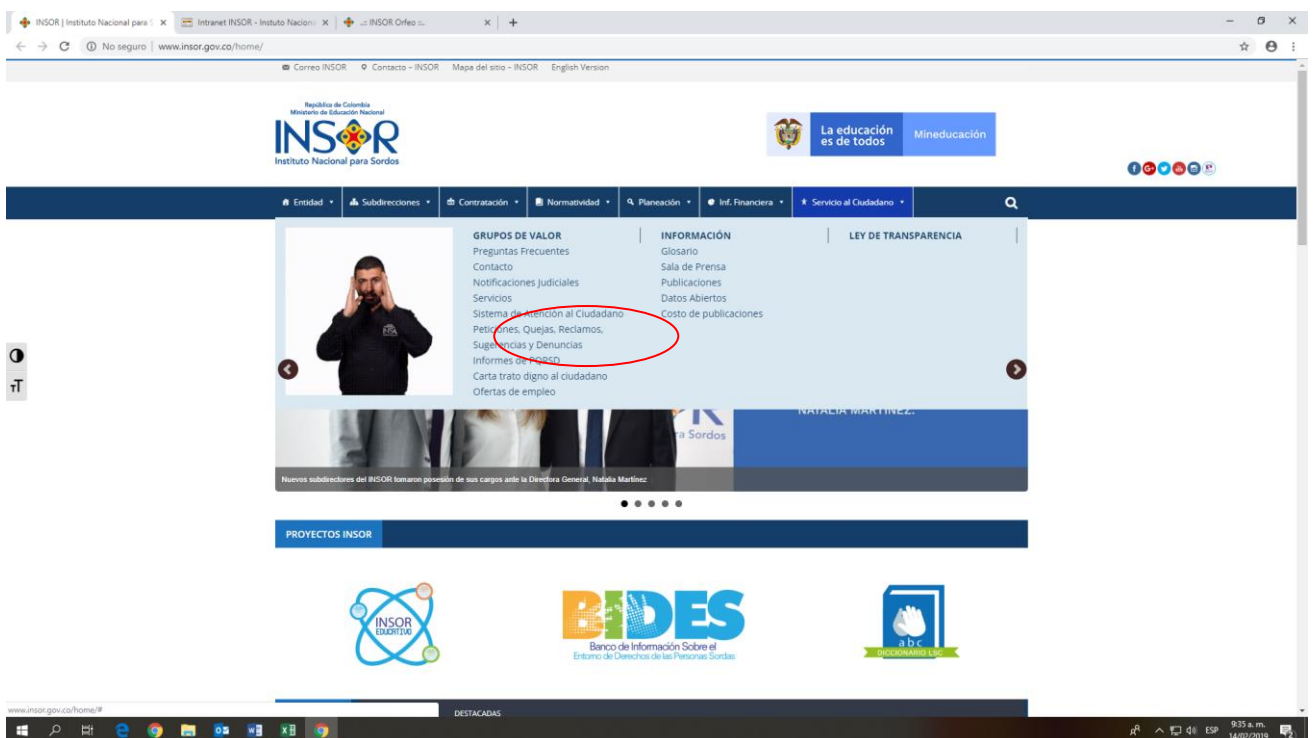 INSOR | Instituto Nacional para S
Intranet INSOR - Instuto Nacion
..:: INSOR Orfeo ::..
No seguro | www.insor.gov.co/home/
Correo INSOR Contacto – INSOR Mapa del sitio – INSOR English Version
República de Colombia
Ministerio de Educación Nacional
INSOR
Instituto Nacional para Sordos
La educación
es de todos
Mineducación
Entidad Subdirecciones Contratación Normatividad Planeación Inf. Financiera Servicio al Ciudadano
GRUPOS DE VALOR
Preguntas Frecuentes
Contacto
Notificaciones Judiciales
Servicios
Sistema de Atención al Ciudadano
Peticiones, Quejas, Reclamos,
Sugerencias y Denuncias
Informes de PQRSD
Carta trato digno al ciudadano
Ofertas de empleo
INFORMACIÓN
Glosario
Sala de Prensa
Publicaciones
Datos Abiertos
Costo de publicaciones
LEY DE TRANSPARENCIA
NATALIA MARTÍNEZ.
ra Sordos
Nuevos subdirectores del INSOR tomaron posesión de sus cargos ante la Directora General, Natalia Martínez
PROYECTOS INSOR
INSOR
EDUCATIVO
BIDES
Banco de Información Sobre el
Entorno de Derechos de las Personas Sordas
abc
DICCIONARIO LSC
www.insor.gov.co/home/#
DESTACADAS
ESP
9:35 a. m.
14/02/2019